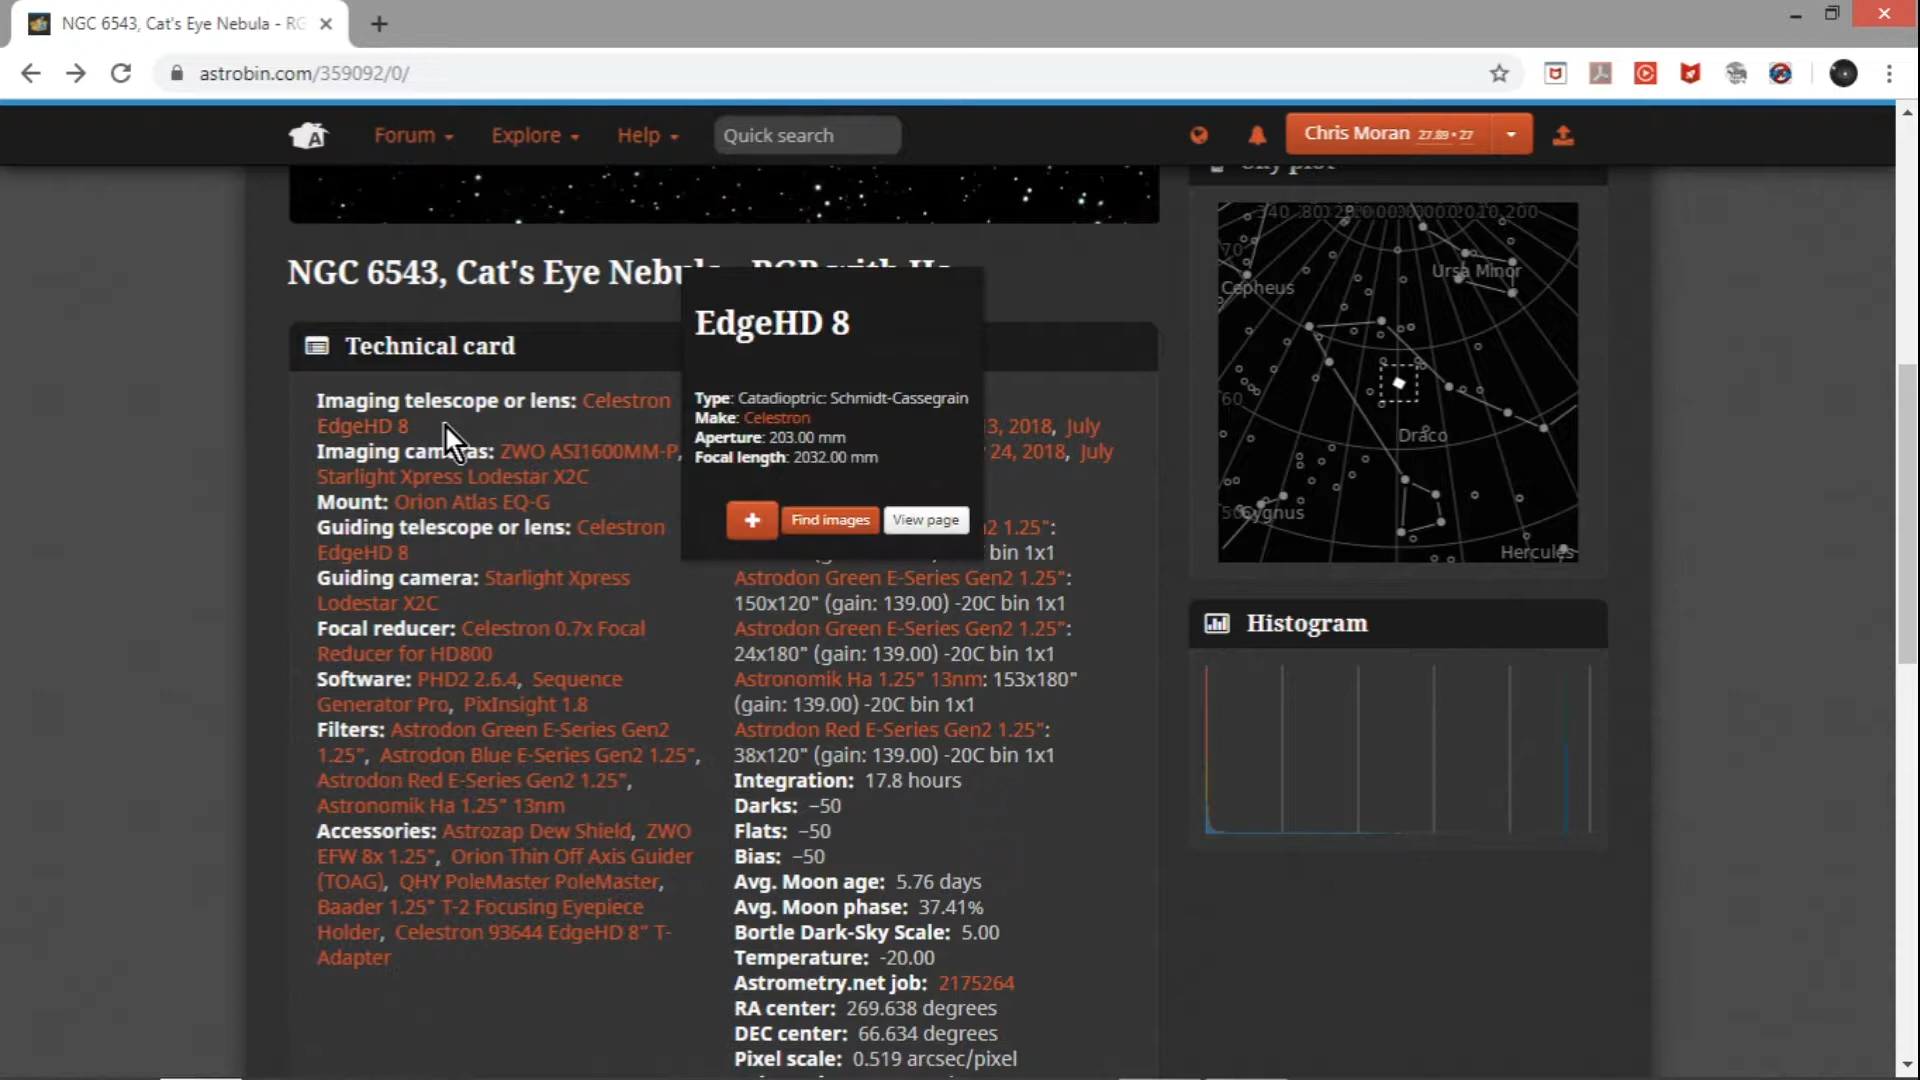 NGC 6543, Cat's Eye Nebula - RG
astrobin.com/359092/0/
Forum
Explore
Help
Quick search
Chris Moran 27.89 • 27
NGC 6543, Cat's Eye Nebula - RGB with Ha
Technical card
Imaging telescope or lens: Celestron
EdgeHD 8
Imaging cameras: ZWO ASI1600MM-P,
Starlight Xpress Lodestar X2C
Mount: Orion Atlas EQ-G
Guiding telescope or lens: Celestron
EdgeHD 8
Guiding camera: Starlight Xpress
Lodestar X2C
Focal reducer: Celestron 0.7x Focal
Reducer for HD800
Software: PHD2 2.6.4, Sequence
Generator Pro, PixInsight 1.8
Filters: Astrodon Green E-Series Gen2
1.25", Astrodon Blue E-Series Gen2 1.25",
Astrodon Red E-Series Gen2 1.25",
Astronomik Ha 1.25" 13nm
Accessories: Astrozap Dew Shield, ZWO
EFW 8x 1.25", Orion Thin Off Axis Guider
(TOAG), QHY PoleMaster PoleMaster,
Baader 1.25" T-2 Focusing Eyepiece
Holder, Celestron 93644 EdgeHD 8" T-
Adapter
EdgeHD 8
Type: Catadioptric: Schmidt-Cassegrain
Make: Celestron
Aperture: 203.00 mm
Focal length: 2032.00 mm
Find images
View page
3, 2018, July
24, 2018, July
2 1.25":
bin 1x1
Astrodon Green E-Series Gen2 1.25":
150x120" (gain: 139.00) -20C bin 1x1
Astrodon Green E-Series Gen2 1.25":
24x180" (gain: 139.00) -20C bin 1x1
Astronomik Ha 1.25" 13nm: 153x180"
(gain: 139.00) -20C bin 1x1
Astrodon Red E-Series Gen2 1.25":
38x120" (gain: 139.00) -20C bin 1x1
Integration: 17.8 hours
Darks: ~50
Flats: ~50
Bias: ~50
Avg. Moon age: 5.76 days
Avg. Moon phase: 37.41%
Bortle Dark-Sky Scale: 5.00
Temperature: -20.00
Astrometry.net job: 2175264
RA center: 269.638 degrees
DEC center: 66.634 degrees
Pixel scale: 0.519 arcsec/pixel
Sky plot
70
Ursa Minor
Cepheus
60
Draco
50
Cygnus
Hercules
Histogram